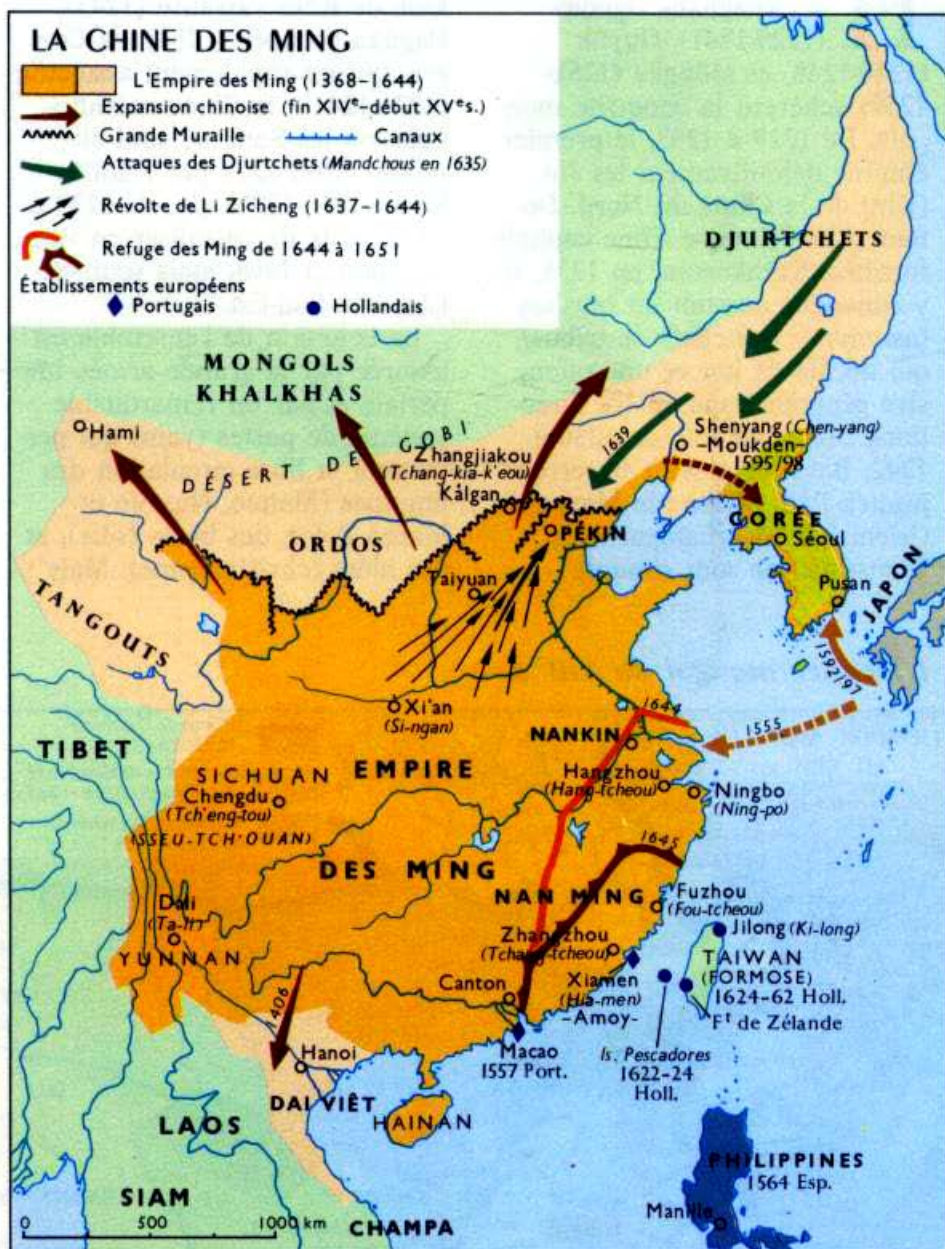 LA CHINE DES MING
L'Empire des Ming (1368-1644)
Expansion chinoise (fin XIVe-début XVe s.)
Grande Muraille
Canaux
Attaques des Djurtchets (Mandchous en 1635)
Révolte de Li Zicheng (1637-1644)
Refuge des Ming de 1644 à 1651
Établissements européens
Portugais
Hollandais
DJURTCHETS
MONGOLS
KHALKHAS
Hami
DÉSERT DE GOBI
Zhangjiakou
(Tchang-kia-k'eou)
Kålgan
1639
Shenyang (Chen-yang)
-Moukden-
1595/98
ORDOS
PÉKIN
CORÉE
Séoul
Taiyuan
Pusan
JAPON
TANGOUTS
1592/97
Xi'an
(Si-ngan)
1644
1555
NANKIN
TIBET
EMPIRE
SICHUAN
Chengdu
(Tch'eng-tou)
(SSEU-TCH'OUAN)
Hangzhou
(Hang-tcheou)
Ningbo
(Ning-po)
1645
DES MING
NAN MING
Dali
(Ta-li)
YUNNAN
Fuzhou
(Fou-tcheou)
Jilong (Ki-long)
Zhangzhou
(Tchang-tcheou)
TAIWAN
(FORMOSE)
1624-62 Holl.
Canton
Xiamen
(Hia-men)
-Amoy-
Ft de Zélande
1406
Macao
1557 Port.
Is. Pescadores
1622-24
Holl.
Hanoi
DAI VIÊT
HAINAN
LAOS
PHILIPPINES
1564 Esp.
SIAM
Manille
0 500 1000 km
CHAMPA